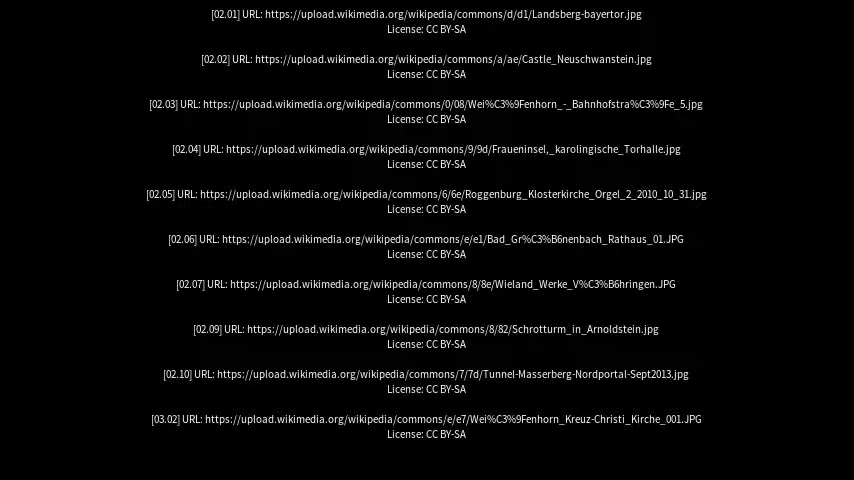 [02.01] URL: https://upload.wikimedia.org/wikipedia/commons/d/d1/Landsberg-bayertor.jpg
License: CC BY-SA
[02.02] URL: https://upload.wikimedia.org/wikipedia/commons/a/ae/Castle_Neuschwanstein.jpg
License: CC BY-SA
[02.03] URL: https://upload.wikimedia.org/wikipedia/commons/0/08/Wei%C3%9Fenhorn_-_Bahnhofstra%C3%9Fe_5.jpg
License: CC BY-SA
[02.04] URL: https://upload.wikimedia.org/wikipedia/commons/9/9d/Fraueninsel,_karolingische_Torhalle.jpg
License: CC BY-SA
[02.05] URL: https://upload.wikimedia.org/wikipedia/commons/6/6e/Roggenburg_Klosterkirche_Orgel_2_2010_10_31.jpg
License: CC BY-SA
[02.06] URL: https://upload.wikimedia.org/wikipedia/commons/e/e1/Bad_Gr%C3%B6nenbach_Rathaus_01.JPG
License: CC BY-SA
[02.07] URL: https://upload.wikimedia.org/wikipedia/commons/8/8e/Wieland_Werke_V%C3%B6hringen.JPG
License: CC BY-SA
[02.09] URL: https://upload.wikimedia.org/wikipedia/commons/8/82/Schrotturm_in_Arnoldstein.jpg
License: CC BY-SA
[02.10] URL: https://upload.wikimedia.org/wikipedia/commons/7/7d/Tunnel-Masserberg-Nordportal-Sept2013.jpg
License: CC BY-SA
[03.02] URL: https://upload.wikimedia.org/wikipedia/commons/e/e7/Wei%C3%9Fenhorn_Kreuz-Christi_Kirche_001.JPG
License: CC BY-SA